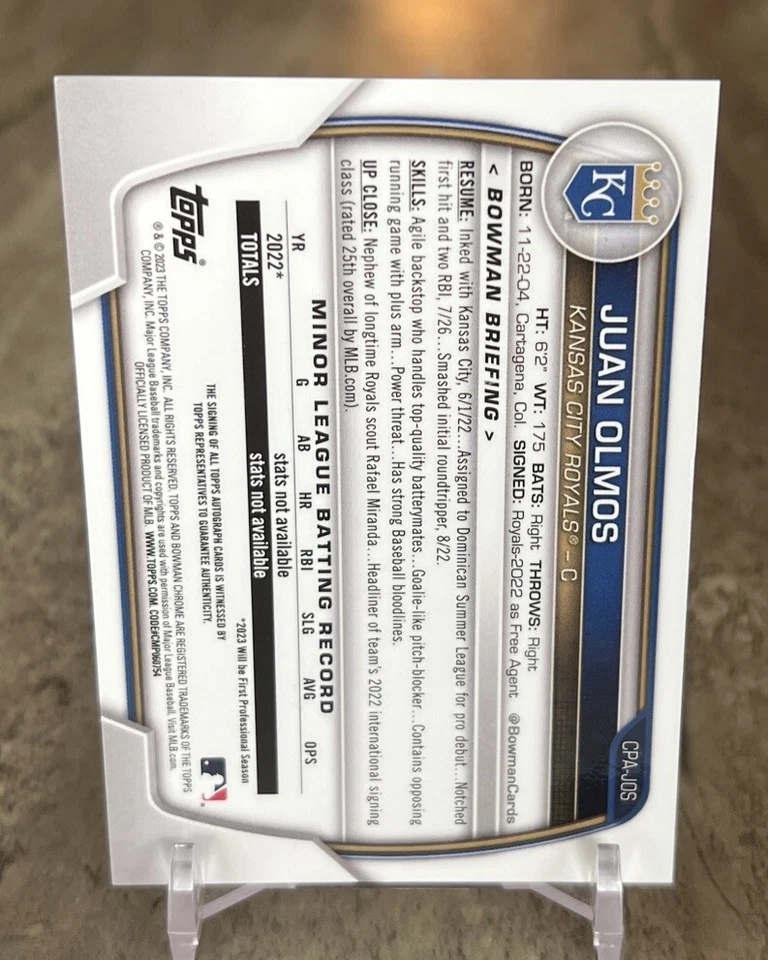 CPA-JOS
JUAN OLMOS
KANSAS CITY ROYALS® – C
KC
HT: 6'2" WT: 175 BATS: Right THROWS: Right
BORN: 11-22-04, Cartagena, Col. SIGNED: Royals-2022 as Free Agent @BowmanCards
< BOWMAN BRIEFING >
RESUME: Inked with Kansas City, 6/1/22...Assigned to Dominican Summer League for pro debut...Notched
first hit and two RBI, 7/26...Smashed initial roundtripper, 8/22.
SKILLS: Agile backstop who handles top-quality batterymates...Goalie-like pitch-blocker...Contains opposing
running game with plus arm...Power threat...Has strong Baseball bloodlines.
UP CLOSE: Nephew of longtime Royals scout Rafael Miranda...Headliner of team's 2022 international signing
class (rated 25th overall by MLB.com).
MINOR LEAGUE BATTING RECORD
YR G AB HR RBI SLG AVG OPS
2022* stats not available
TOTALS stats not available
*2023 Will be First Professional Season
THE SIGNING OF ALL TOPPS AUTOGRAPH CARDS IS WITNESSED BY
TOPPS REPRESENTATIVES TO GUARANTEE AUTHENTICITY.
topps®
® & © 2023 THE TOPPS COMPANY, INC. ALL RIGHTS RESERVED. TOPPS AND BOWMAN CHROME ARE REGISTERED TRADEMARKS OF THE TOPPS
COMPANY, INC. Major League Baseball trademarks and copyrights are used with permission of Major League Baseball. Visit MLB.com.
OFFICIALLY LICENSED PRODUCT OF MLB. WWW.TOPPS.COM. CODE#CMP060754